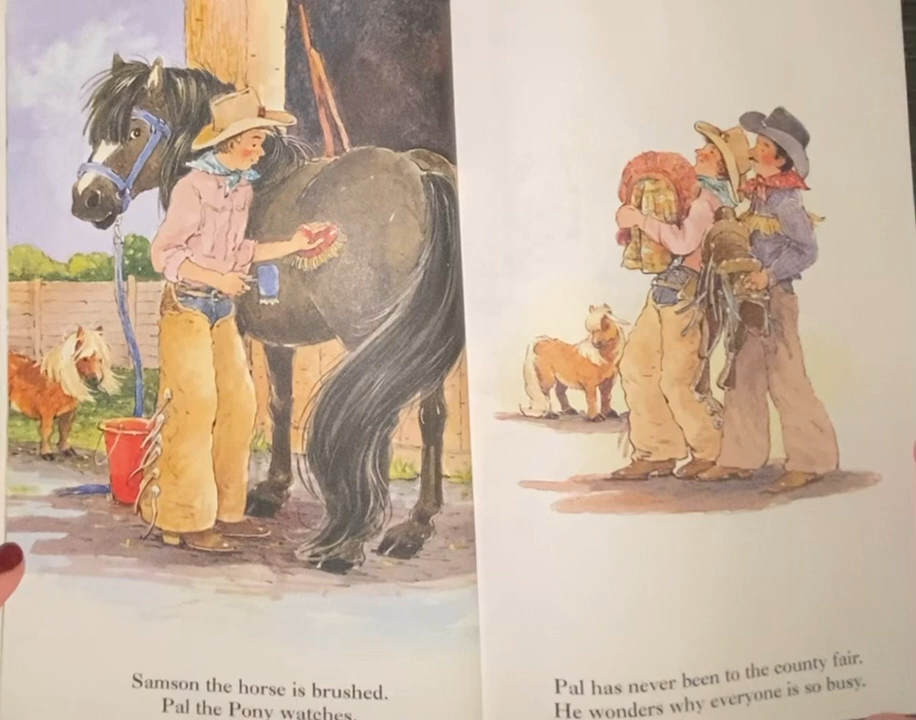 Samson the horse is brushed.
Pal the Pony watches.
Pal has never been to the county fair.
He wonders why everyone is so busy.